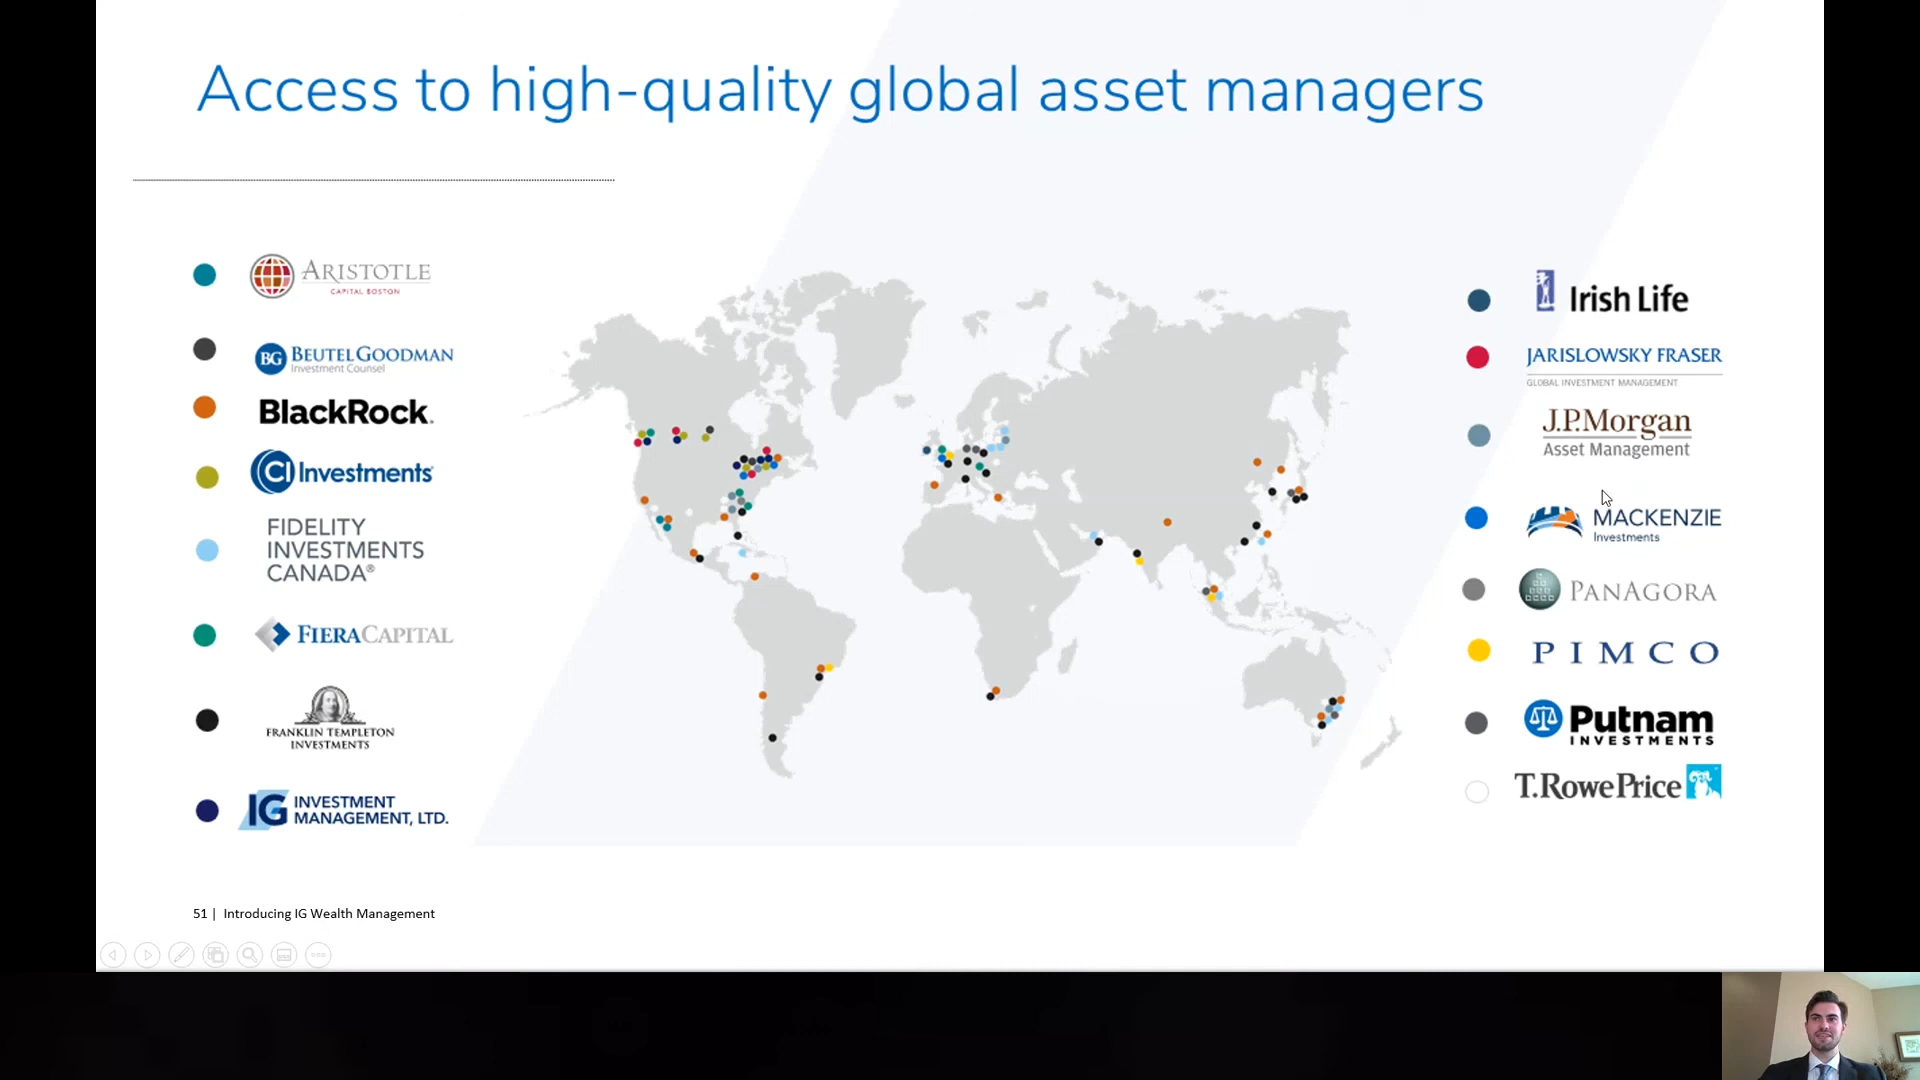 Access to high-quality global asset managers
ARISTOTLE
CAPITAL BOSTON
BG BEUTEL GOODMAN
Investment Counsel
BlackRock.
CI Investments®
FIDELITY
INVESTMENTS
CANADA®
FIERACAPITAL
FRANKLIN TEMPLETON
INVESTMENTS
IG INVESTMENT
MANAGEMENT, LTD.
Irish Life
JARISLOWSKY FRASER
GLOBAL INVESTMENT MANAGEMENT
J.P.Morgan
Asset Management
MACKENZIE
Investments
PANAGORA
PIMCO
Putnam
INVESTMENTS
T.RowePrice
51 | Introducing IG Wealth Management